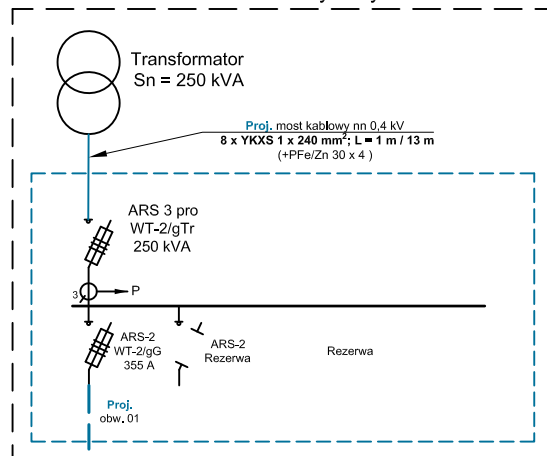 Transformator
Sn = 250 kVA
Proj. most kablowy nn 0,4 kV
8 x YKXS 1 x 240 mm²; L = 1 m / 13 m
(+PFe/Zn 30 x 4 )
ARS 3 pro
WT-2/gTr
250 kVA
3
P
ARS-2
WT-2/gG
355 A
ARS-2
Rezerwa
Rezerwa
Proj.
obw. 01